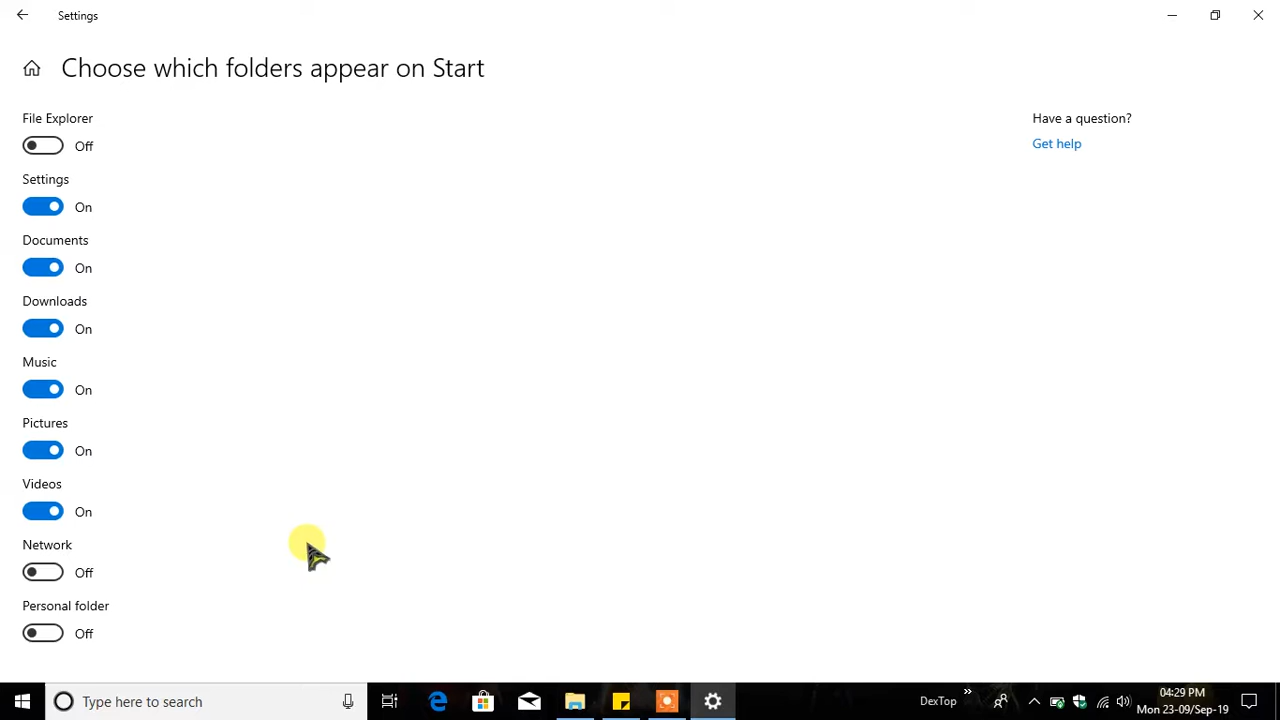 Settings
Choose which folders appear on Start
File Explorer
Off
Settings
On
Documents
On
Downloads
On
Music
On
Pictures
On
Videos
On
Network
Off
Personal folder
Off
Have a question?
Get help
Type here to search
DexTop
04:29 PM
Mon 23-09/Sep-19